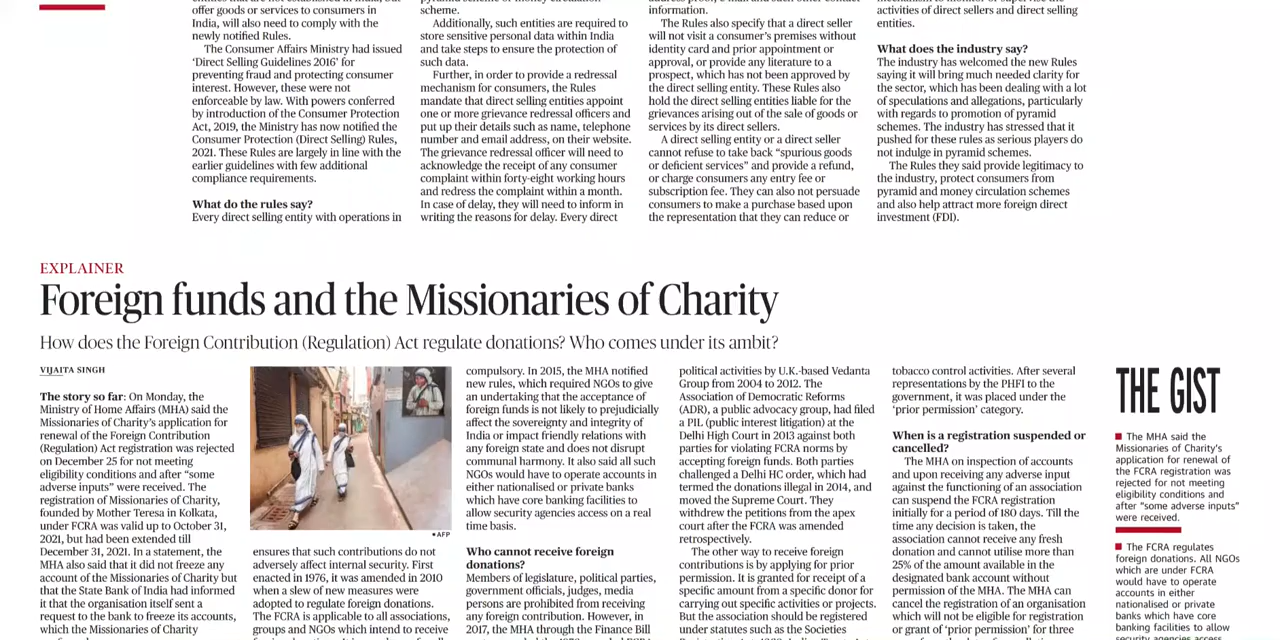 entities that are not established in India, but
offer goods or services to consumers in
India, will also need to comply with the
newly notified Rules.
The Consumer Affairs Ministry had issued
‘Direct Selling Guidelines 2016’ for
preventing fraud and protecting consumer
interest. However, these were not
enforceable by law. With powers conferred
by introduction of the Consumer Protection
Act, 2019, the Ministry has now notified the
Consumer Protection (Direct Selling) Rules,
2021. These Rules are largely in line with the
earlier guidelines with few additional
compliance requirements.
What do the rules say?
Every direct selling entity with operations in
pyramid scheme or money circulation
scheme.
Additionally, such entities are required to
store sensitive personal data within India
and take steps to ensure the protection of
such data.
Further, in order to provide a redressal
mechanism for consumers, the Rules
mandate that direct selling entities appoint
one or more grievance redressal officers and
put up their details such as name, telephone
number and email address, on their website.
The grievance redressal officer will need to
acknowledge the receipt of any consumer
complaint within forty-eight working hours
and redress the complaint within a month.
In case of delay, they will need to inform in
writing the reasons for delay. Every direct
information.
The Rules also specify that a direct seller
will not visit a consumer’s premises without
identity card and prior appointment or
approval, or provide any literature to a
prospect, which has not been approved by
the direct selling entity. These Rules also
hold the direct selling entities liable for the
grievances arising out of the sale of goods or
services by its direct sellers.
A direct selling entity or a direct seller
cannot refuse to take back “spurious goods
or deficient services” and provide a refund,
or charge consumers any entry fee or
subscription fee. They can also not persuade
consumers to make a purchase based upon
the representation that they can reduce or
activities of direct sellers and direct selling
entities.
What does the industry say?
The industry has welcomed the new Rules
saying it will bring much needed clarity for
the sector, which has been dealing with a lot
of speculations and allegations, particularly
with regards to promotion of pyramid
schemes. The industry has stressed that it
pushed for these rules as serious players do
not indulge in pyramid schemes.
The Rules they said provide legitimacy to
the industry, protect consumers from
pyramid and money circulation schemes
and also help attract more foreign direct
investment (FDI).
EXPLAINER
Foreign funds and the Missionaries of Charity
How does the Foreign Contribution (Regulation) Act regulate donations? Who comes under its ambit?
VIJAITA SINGH
The story so far: On Monday, the
Ministry of Home Affairs (MHA) said the
Missionaries of Charity’s application for
renewal of the Foreign Contribution
(Regulation) Act registration was rejected
on December 25 for not meeting
eligibility conditions and after “some
adverse inputs” were received. The
registration of Missionaries of Charity,
founded by Mother Teresa in Kolkata,
under FCRA was valid up to October 31,
2021, but had been extended till
December 31, 2021. In a statement, the
MHA also said that it did not freeze any
account of the Missionaries of Charity but
that the State Bank of India had informed
it that the organisation itself sent a
request to the bank to freeze its accounts,
which the Missionaries of Charity
AFP
ensures that such contributions do not
adversely affect internal security. First
enacted in 1976, it was amended in 2010
when a slew of new measures were
adopted to regulate foreign donations.
The FCRA is applicable to all associations,
groups and NGOs which intend to receive
compulsory. In 2015, the MHA notified
new rules, which required NGOs to give
an undertaking that the acceptance of
foreign funds is not likely to prejudicially
affect the sovereignty and integrity of
India or impact friendly relations with
any foreign state and does not disrupt
communal harmony. It also said all such
NGOs would have to operate accounts in
either nationalised or private banks
which have core banking facilities to
allow security agencies access on a real
time basis.
Who cannot receive foreign
donations?
Members of legislature, political parties,
government officials, judges, media
persons are prohibited from receiving
any foreign contribution. However, in
2017, the MHA through the Finance Bill
political activities by U.K.-based Vedanta
Group from 2004 to 2012. The
Association of Democratic Reforms
(ADR), a public advocacy group, had filed
a PIL (public interest litigation) at the
Delhi High Court in 2013 against both
parties for violating FCRA norms by
accepting foreign funds. Both parties
challenged a Delhi HC order, which had
termed the donations illegal in 2014, and
moved the Supreme Court. They
withdrew the petitions from the apex
court after the FCRA was amended
retrospectively.
The other way to receive foreign
contributions is by applying for prior
permission. It is granted for receipt of a
specific amount from a specific donor for
carrying out specific activities or projects.
But the association should be registered
under statutes such as the Societies
tobacco control activities. After several
representations by the PHFI to the
government, it was placed under the
‘prior permission’ category.
When is a registration suspended or
cancelled?
The MHA on inspection of accounts
and upon receiving any adverse input
against the functioning of an association
can suspend the FCRA registration
initially for a period of 180 days. Till the
time any decision is taken, the
association cannot receive any fresh
donation and cannot utilise more than
25% of the amount available in the
designated bank account without
permission of the MHA. The MHA can
cancel the registration of an organisation
which will not be eligible for registration
or grant of ‘prior permission’ for three
THE GIST
The MHA said the
Missionaries of Charity’s
application for renewal of
the FCRA registration was
rejected for not meeting
eligibility conditions and
after “some adverse inputs”
were received.
The FCRA regulates
foreign donations. All NGOs
which are under FCRA
would have to operate
accounts in either
nationalised or private
banks which have core
banking facilities to allow
security agencies access